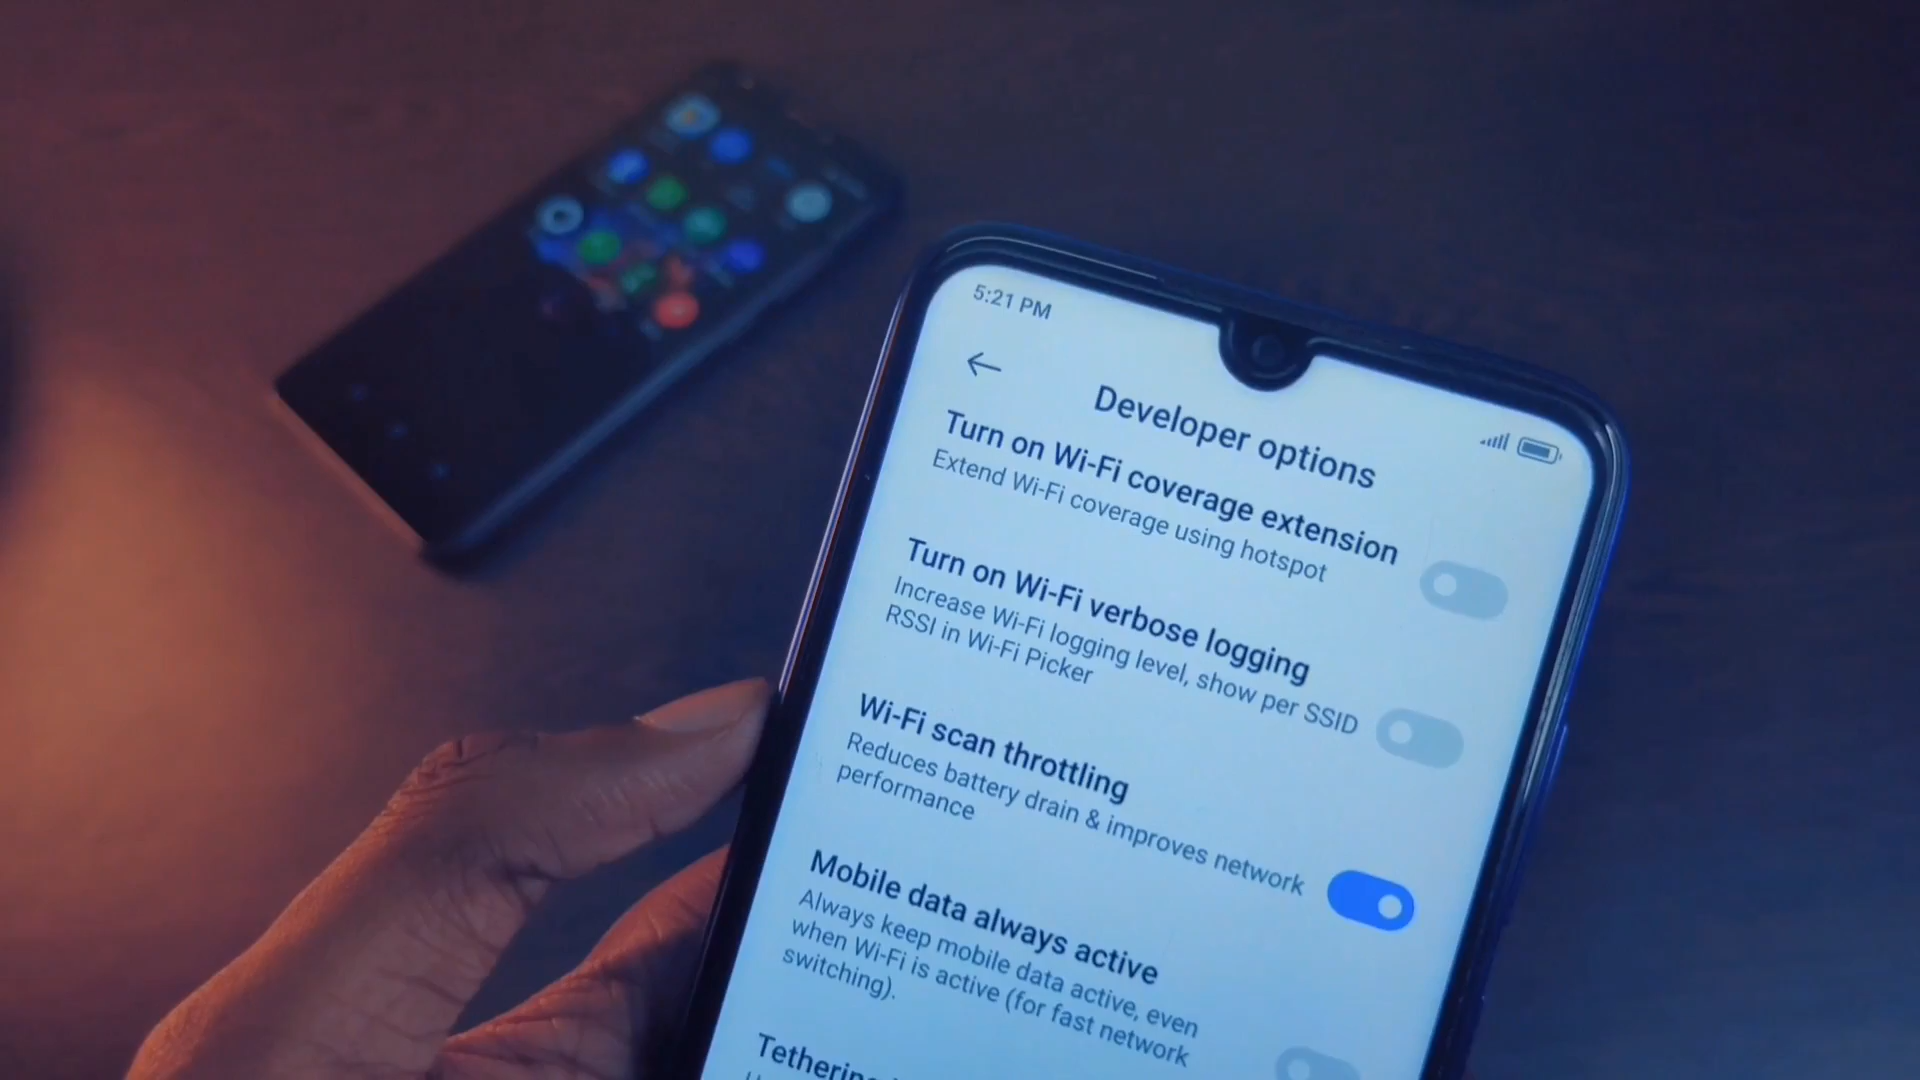 5:21 PM
Developer options
Turn on Wi-Fi coverage extension
Extend Wi-Fi coverage using hotspot
Turn on Wi-Fi verbose logging
Increase Wi-Fi logging level, show per SSID
RSSI in Wi-Fi Picker
Wi-Fi scan throttling
Reduces battery drain & improves network
performance
Mobile data always active
Always keep mobile data active, even
when Wi-Fi is active (for fast network
switching).
Tethering